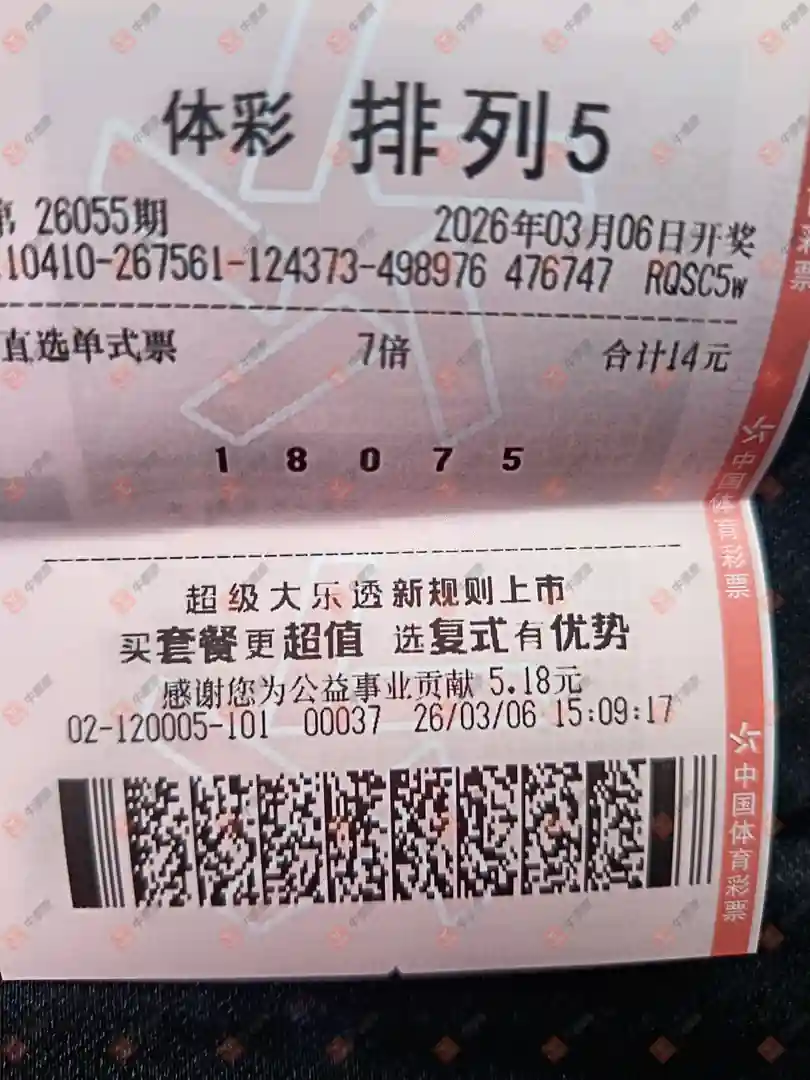 体彩 排列5
第 26055期 2026年03月06日开奖
110410-267561-124373-498976 476747 RQSC5w
直选单式票 7倍 合计14元
1 8 0 7 5
超级大乐透新规则上市
买套餐更超值 选复式有优势
感谢您为公益事业贡献 5.18元
02-120005-101 00037 26/03/06 15:09:17
彩票
中国体育彩票
中国体育彩票